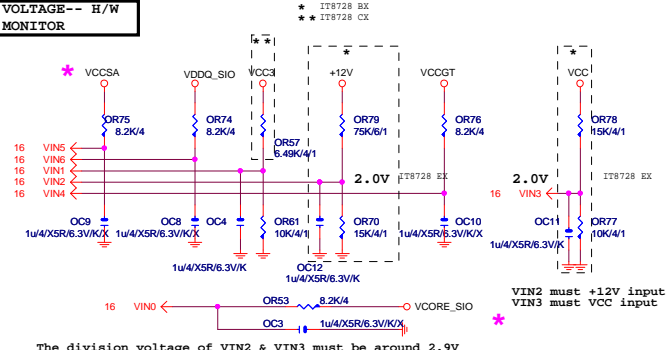 VOLTAGE-- H/W
MONITOR
* IT8728 BX
** IT8728 CX
* VCCSA
VDDQ_SIO
** VCC3
* +12V
VCCGT
* VCC
OR75
8.2K/4
OR74
8.2K/4
OR57
6.49K/4/1
OR79
75K/6/1
OR76
8.2K/4
OR78
15K/4/1
16 VIN5
16 VIN6
16 VIN1
16 VIN2
16 VIN4
2.0V IT8728 EX
2.0V IT8728 EX
16 VIN3
OC9
1u/4/X5R/6.3V/K/X
OC8
1u/4/X5R/6.3V/K/X
OC4
1u/4/X5R/6.3V/K
OR61
10K/4/1
OC12
1u/4/X5R/6.3V/K
OR70
15K/4/1
OC10
1u/4/X5R/6.3V/K/X
OC11
1u/4/X5R/6.3V/K
OR77
10K/4/1
VIN2 must +12V input
VIN3 must VCC input
*
16 VIN0
OR53 8.2K/4
VCORE_SIO
OC3 1u/4/X5R/6.3V/K/X
The division voltage of VIN2 & VIN3 must be around 2.9V